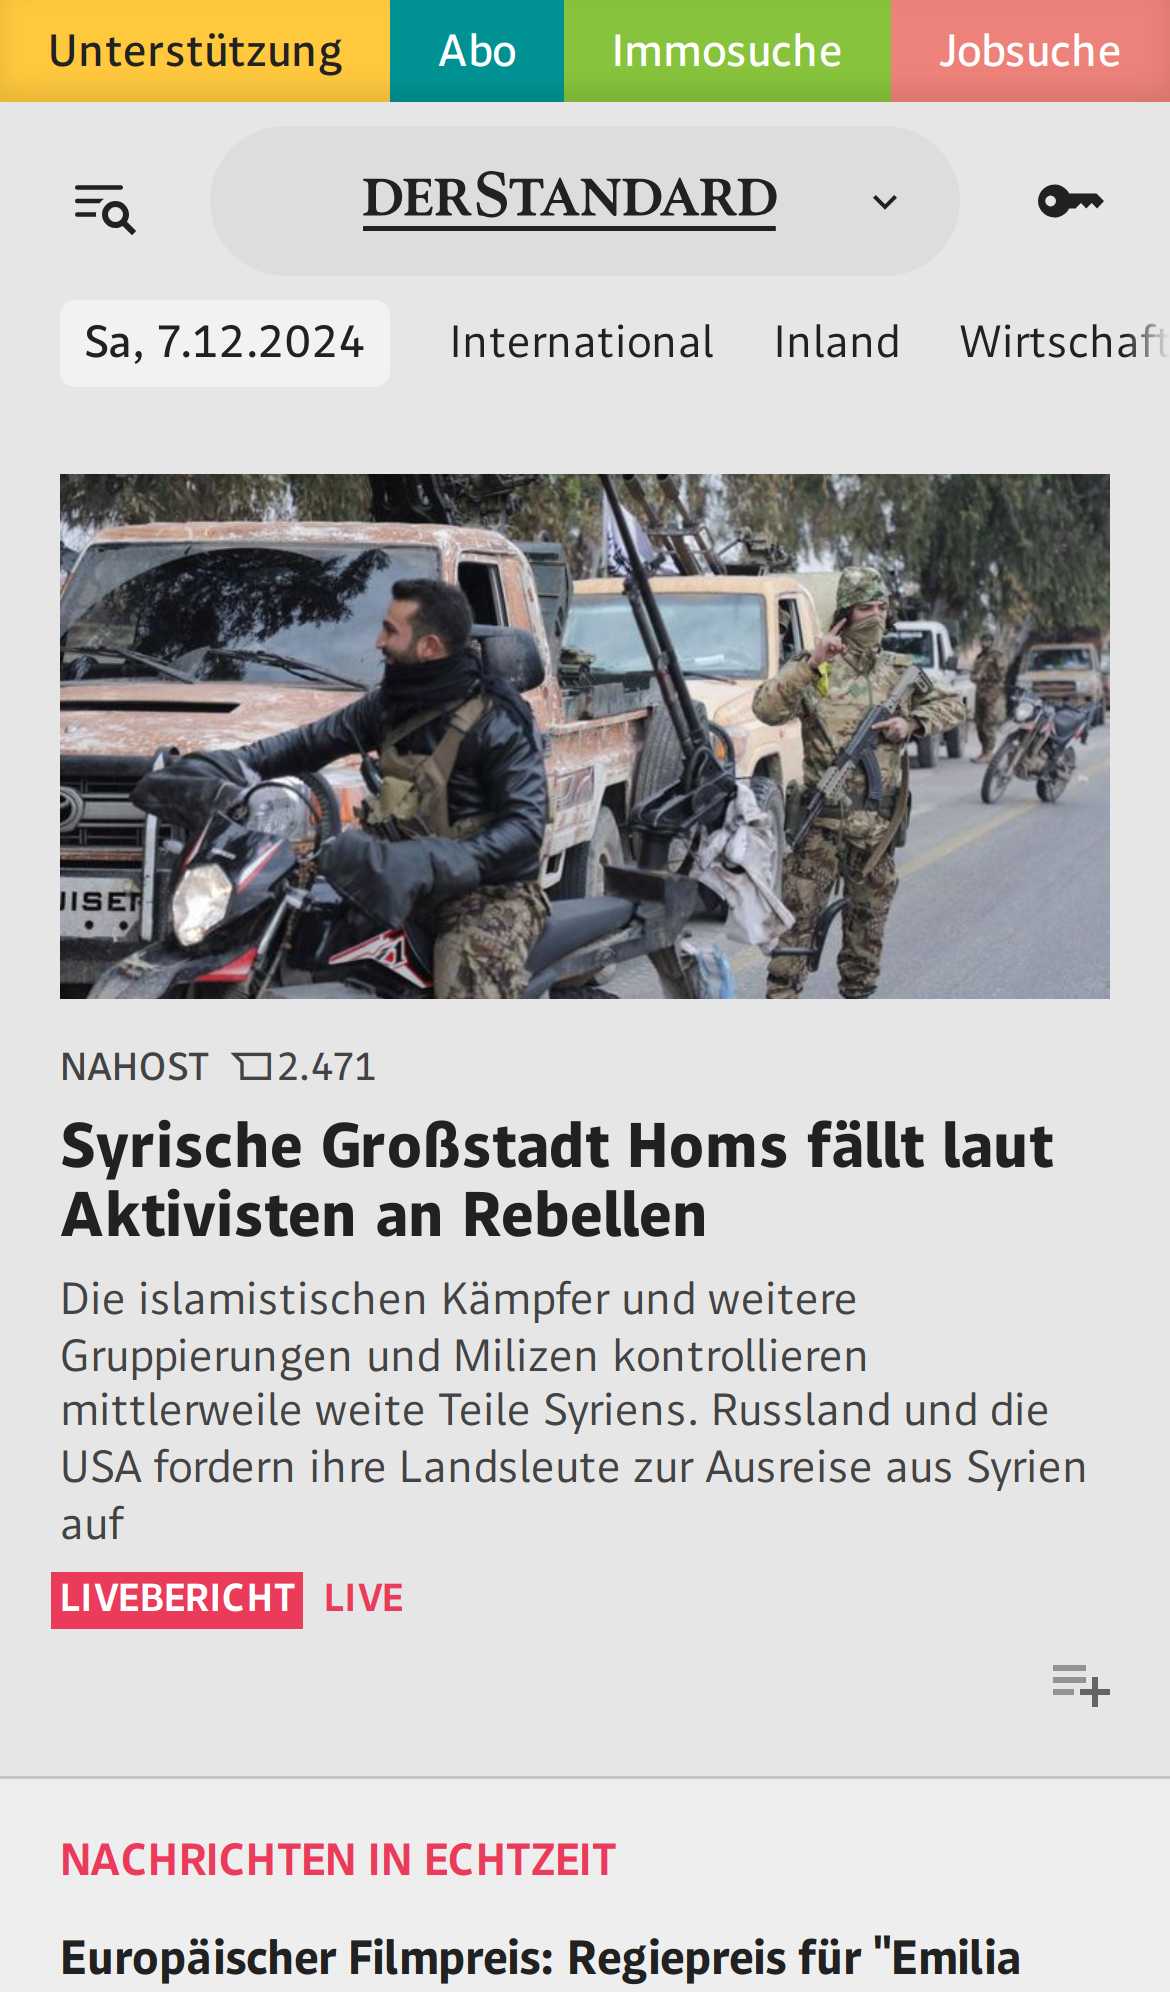 Unterstützung Abo Immosuche Jobsuche
DERSTANDARD
Sa, 7.12.2024 International Inland Wirtschaft
NAHOST 2.471
Syrische Großstadt Homs fällt laut
Aktivisten an Rebellen
Die islamistischen Kämpfer und weitere
Gruppierungen und Milizen kontrollieren
mittlerweile weite Teile Syriens. Russland und die
USA fordern ihre Landsleute zur Ausreise aus Syrien
auf
LIVEBERICHT LIVE
NACHRICHTEN IN ECHTZEIT
Europäischer Filmpreis: Regiepreis für "Emilia